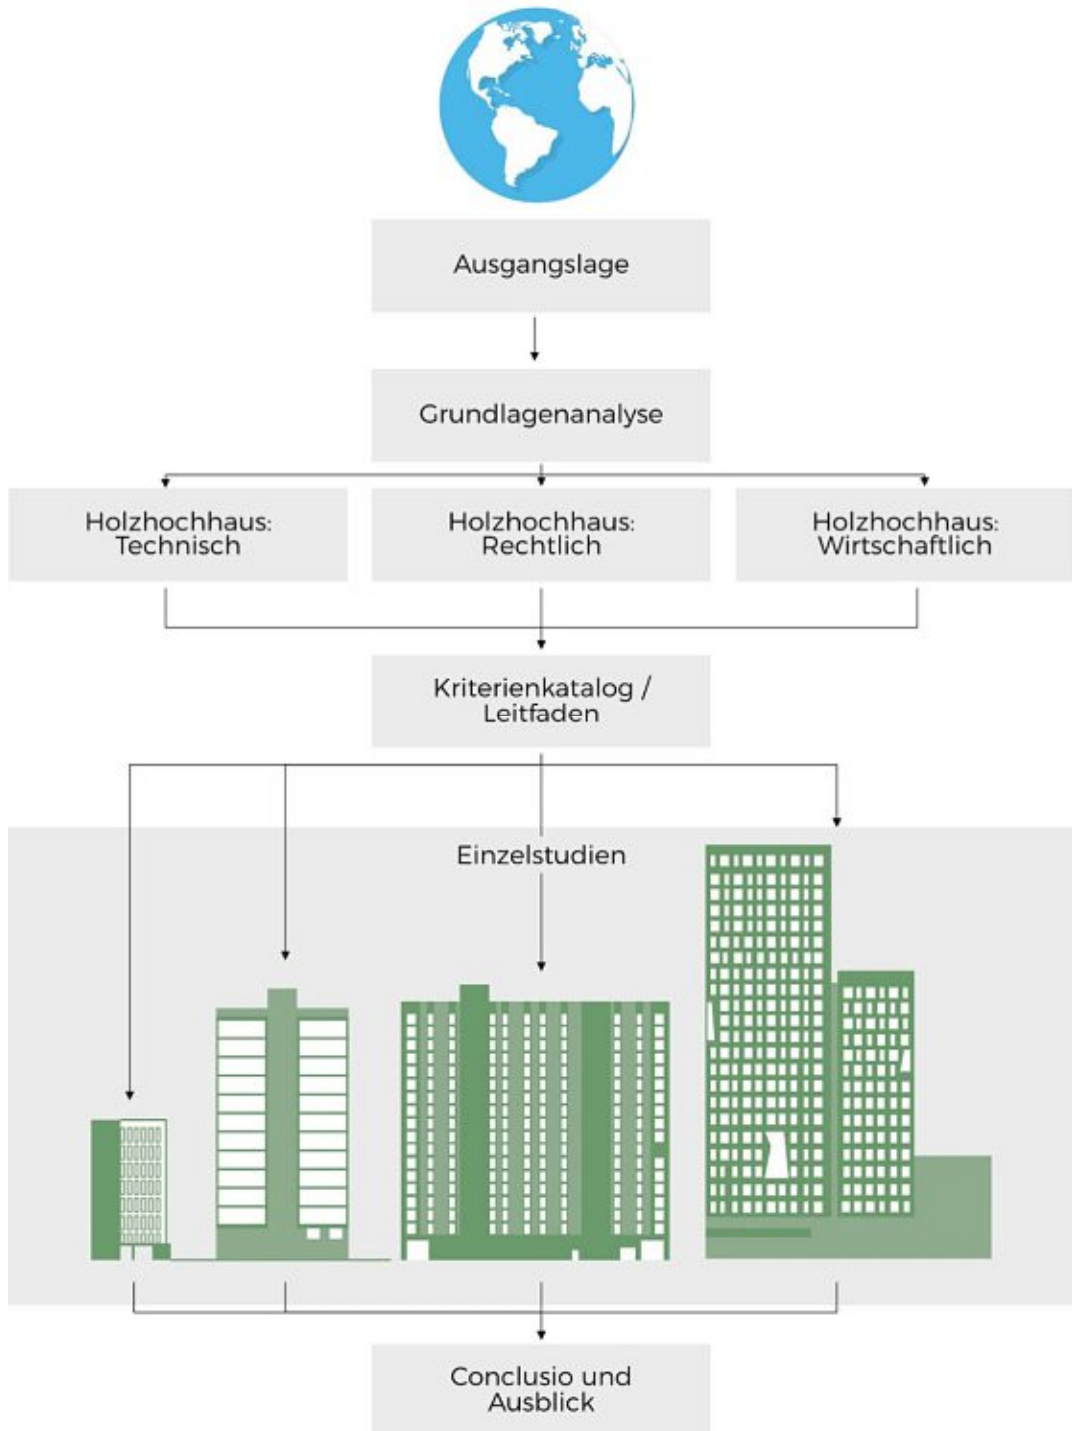 Ausgangslage
Grundlagenanalyse
Holzhochhaus:
Technisch
Holzhochhaus:
Rechtlich
Holzhochhaus:
Wirtschaftlich
Kriterienkatalog /
Leitfaden
Einzelstudien
Conclusio und
Ausblick